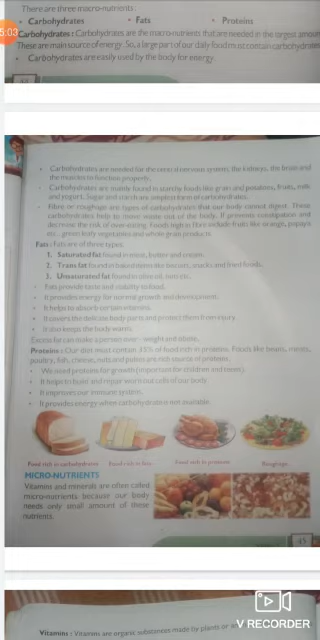 There are three macro-nutrients:
• Carbohydrates • Fats • Proteins
5:03
Carbohydrates : Carbohydrates are the macro-nutrients that are needed in the largest amoun
These are main source of energy. So, a large part of our daily food must contain carbohydrates
• Carbohydrates are easily used by the body for energy.
• Carbohydrates are needed for the central nervous system, the kidneys, the brain and
the muscles to function properly.
• Carbohydrates are mainly found in starchy foods like grain and potatoes, fruits, milk
and yogurt. Sugar and starch are simplest form of carbohydrates.
• Fibre or roughage are types of carbohydrates that our body cannot digest. These
carbohydrates help to move waste out of the body. It prevents constipation and
decrease the risk of over-eating. Foods high in fibre include fruits like orange, papaya
etc., green leafy vegetables and whole grain products.
Fats : Fats are of three types:
1. Saturated fat found in meat, butter and cream.
2. Trans fat found in baked items like biscuits, snacks and fried foods.
3. Unsaturated fat found in olive oil, nuts etc.
• Fats provide taste and stability to food.
• It provides energy for normal growth and development.
• It helps to absorb certain vitamins.
• It covers the delicate body parts and protect them from injury.
• It also keeps the body warm.
Excess fat can make a person over-weight and obese.
Proteins : Our diet must contain 35% of food rich in proteins. Foods like beans, meats,
poultry, fish, cheese, nuts and pulses are rich source of proteins.
• We need proteins for growth (important for children and teens).
• It helps to build and repair worn out cells of our body.
• It improves our immune system.
• It provides energy when carbohydrate is not available.
Food rich in carbohydrates Food rich in fats Food rich in proteins Roughage
MICRO-NUTRIENTS
Vitamins and minerals are often called
micro-nutrients because our body
needs only small amount of these
nutrients.
45
V RECORDER
Vitamins : Vitamins are organic substances made by plants or an